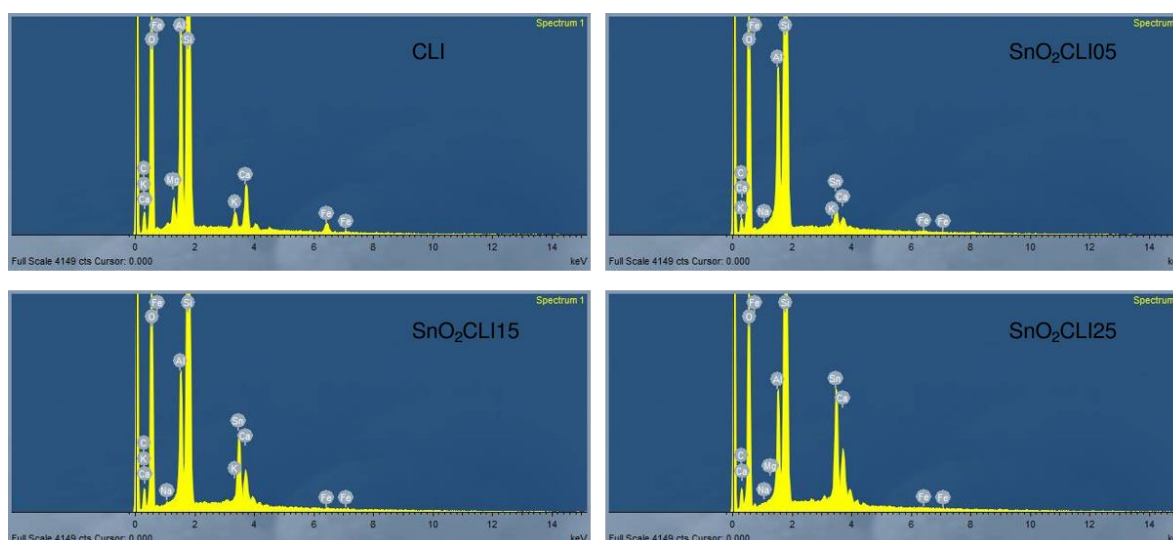 Spectrum 1
CLI
Fe
Al
O
Si
C
K
Ca
Mg
Ca
K
Fe
Fe
0 2 4 6 8 10 12 14
Full Scale 4149 cts Cursor: 0.000 keV
Spectrum
SnO₂CLI05
Fe
Si
O
Al
C
Ca
K
Na
Sn
Ca
K
Fe
Fe
0 2 4 6 8 10 12 14
Full Scale 4149 cts Cursor: 0.000 k
Spectrum 1
SnO₂CLI15
Fe
Si
O
Al
C
K
Ca
Na
Sn
Ca
K
Fe
Fe
0 2 4 6 8 10 12 14
Full Scale 4149 cts Cursor: 0.000 keV
Spectrum
SnO₂CLI25
Fe
Si
O
Al
Sn
Ca
C
Mg
Ca
Na
Fe
Fe
0 2 4 6 8 10 12 14
Full Scale 4149 cts Cursor: 0.000 k